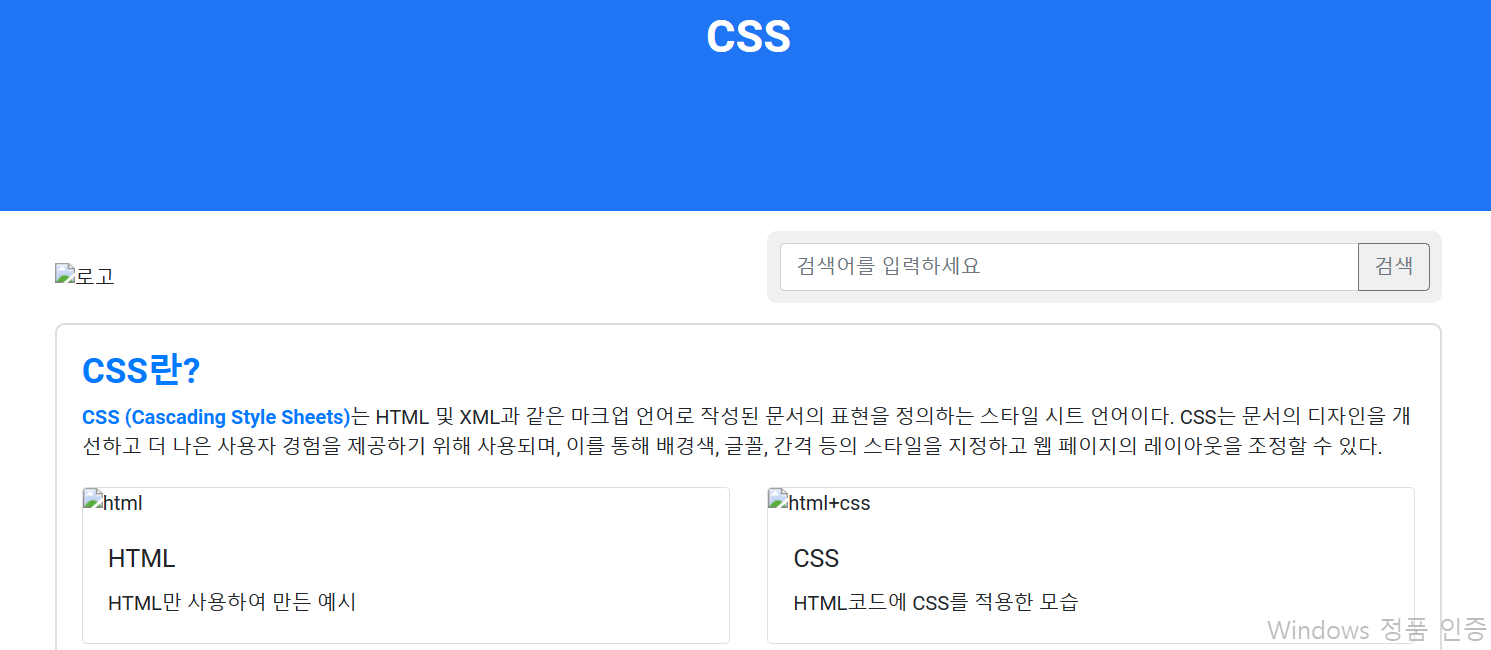 CSS
로고
검색어를 입력하세요
검색
CSS란?
CSS (Cascading Style Sheets)는 HTML 및 XML과 같은 마크업 언어로 작성된 문서의 표현을 정의하는 스타일 시트 언어이다. CSS는 문서의 디자인을 개
선하고 더 나은 사용자 경험을 제공하기 위해 사용되며, 이를 통해 배경색, 글꼴, 간격 등의 스타일을 지정하고 웹 페이지의 레이아웃을 조정할 수 있다.
html
HTML
HTML만 사용하여 만든 예시
html+css
CSS
HTML코드에 CSS를 적용한 모습
Windows 정품 인증